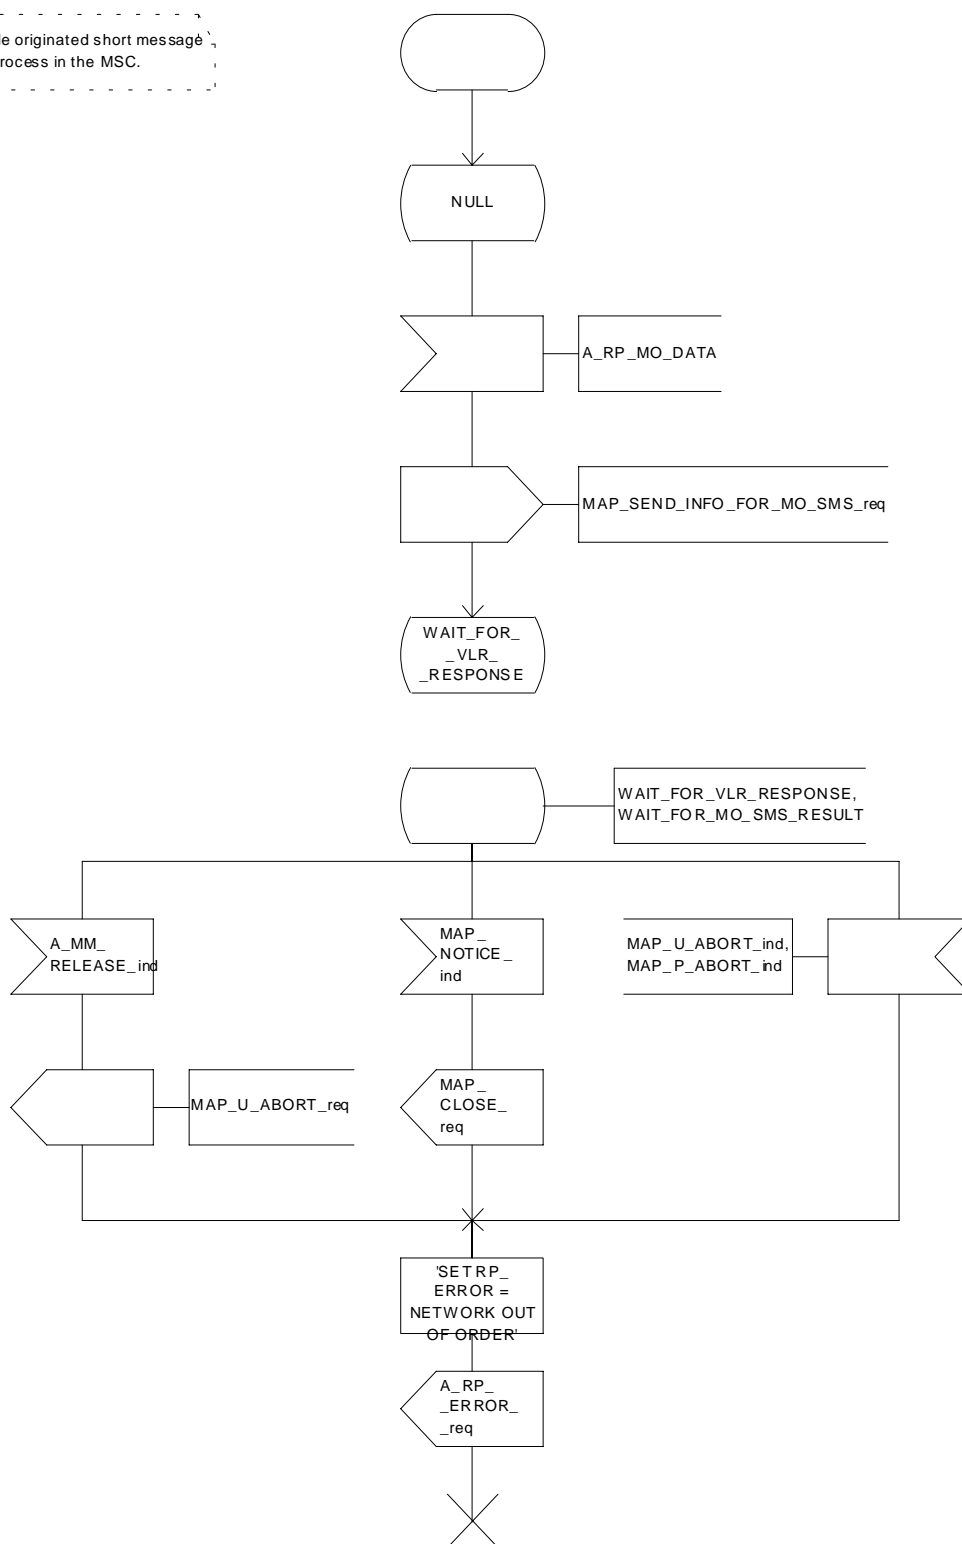 originated short message
in the MSC.
NULL
A_RP_MO_DATA
MAP_SEND_INFO_FOR_MO_SMS_req
WAIT_FOR_
_VLR_
_RESPONSE
WAIT_FOR_VLR_RESPONSE,
WAIT_FOR_MO_SMS_RESULT
A_MM_
RELEASE_ind
MAP_
NOTICE_
ind
MAP_U_ABORT_ind,
MAP_P_ABORT_ind
MAP_U_ABORT_req
MAP_
CLOSE_
req
'SET RP_
ERROR =
NETWORK OUT
OF ORDER'
A_RP_
_ERROR_
_req